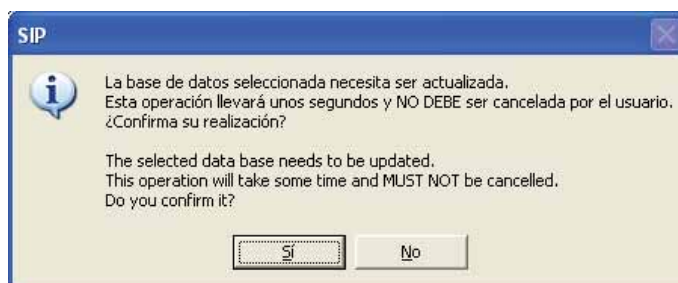 SIP
La base de datos seleccionada necesita ser actualizada.
Esta operación llevará unos segundos y NO DEBE ser cancelada por el usuario.
¿Confirma su realización?
The selected data base needs to be updated.
This operation will take some time and MUST NOT be cancelled.
Do you confirm it?
Sí
No